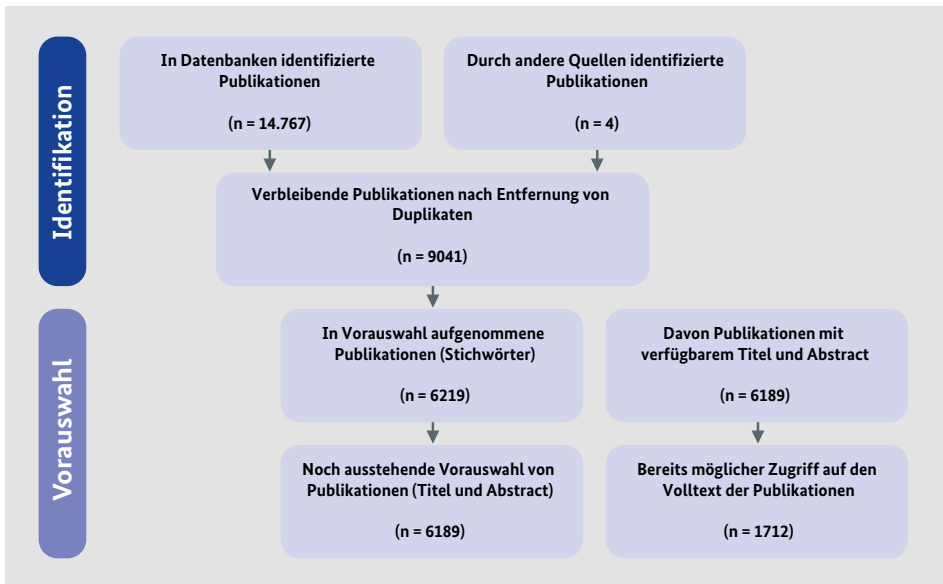 Identifikation
In Datenbanken identifizierte
Publikationen
(n = 14.767)
Durch andere Quellen identifizierte
Publikationen
(n = 4)
Verbleibende Publikationen nach Entfernung von
Duplikaten
(n = 9041)
Vorauswahl
In Vorauswahl aufgenommene
Publikationen (Stichwörter)
(n = 6219)
Davon Publikationen mit
verfügbarem Titel und Abstract
(n = 6189)
Noch ausstehende Vorauswahl von
Publikationen (Titel und Abstract)
(n = 6189)
Bereits möglicher Zugriff auf den
Volltext der Publikationen
(n = 1712)